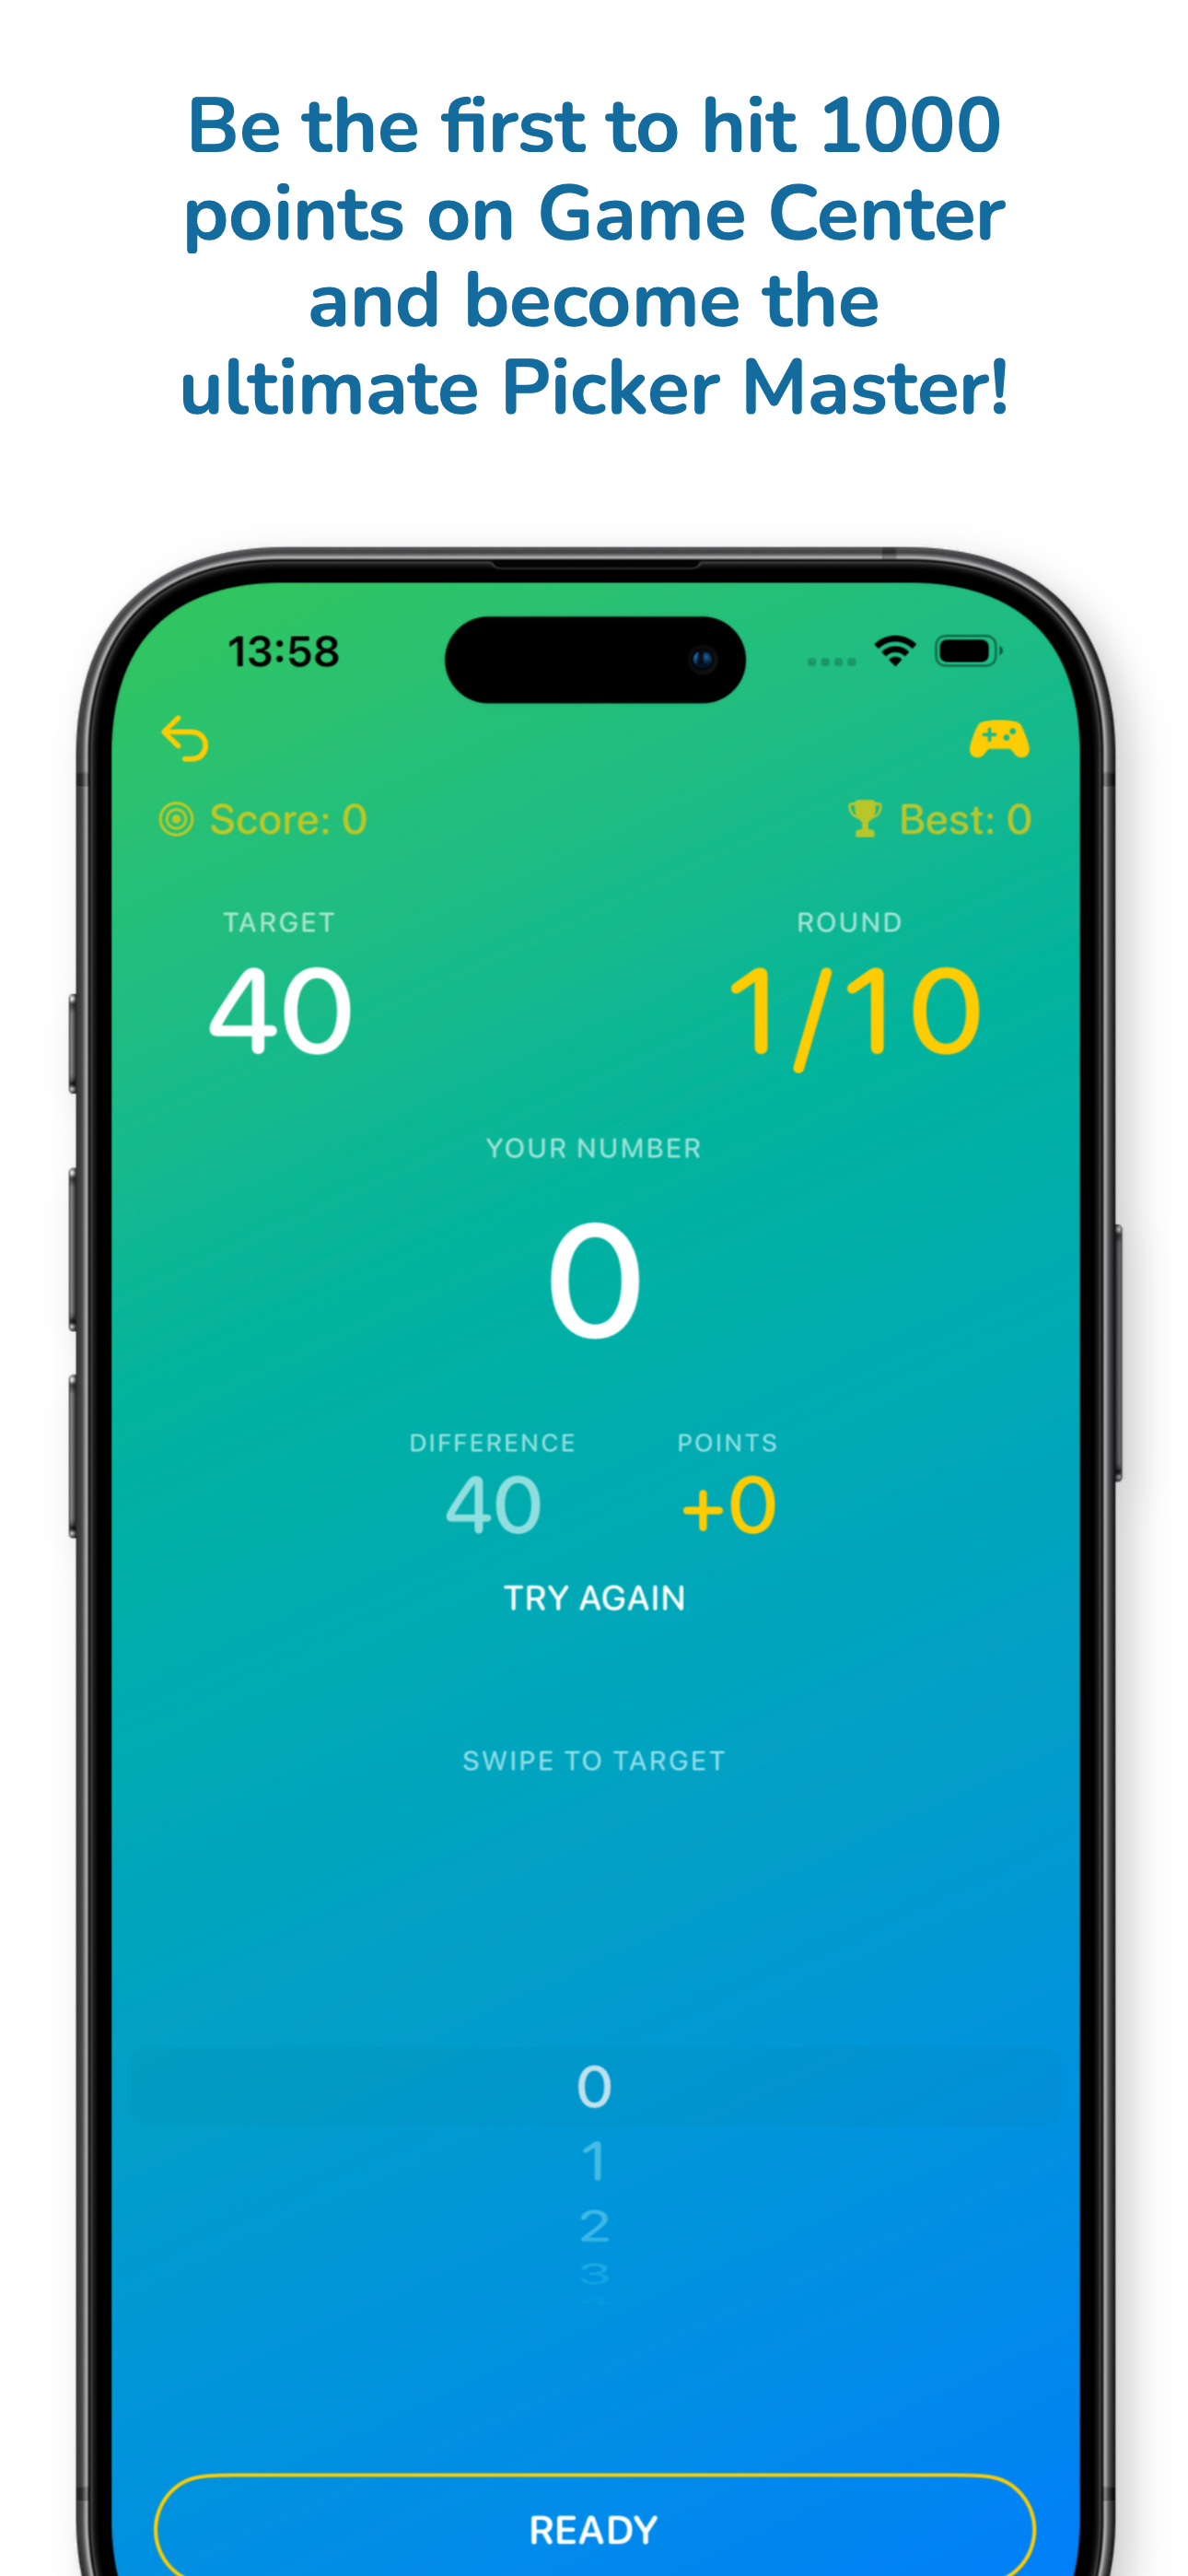 Be the first to hit 1000
points on Game Center
and become the
ultimate Picker Master!
13:58
Score: 0
Best: 0
TARGET
ROUND
40
1/10
YOUR NUMBER
0
DIFFERENCE
POINTS
40
+0
TRY AGAIN
SWIPE TO TARGET
0
1
2
3
4
READY